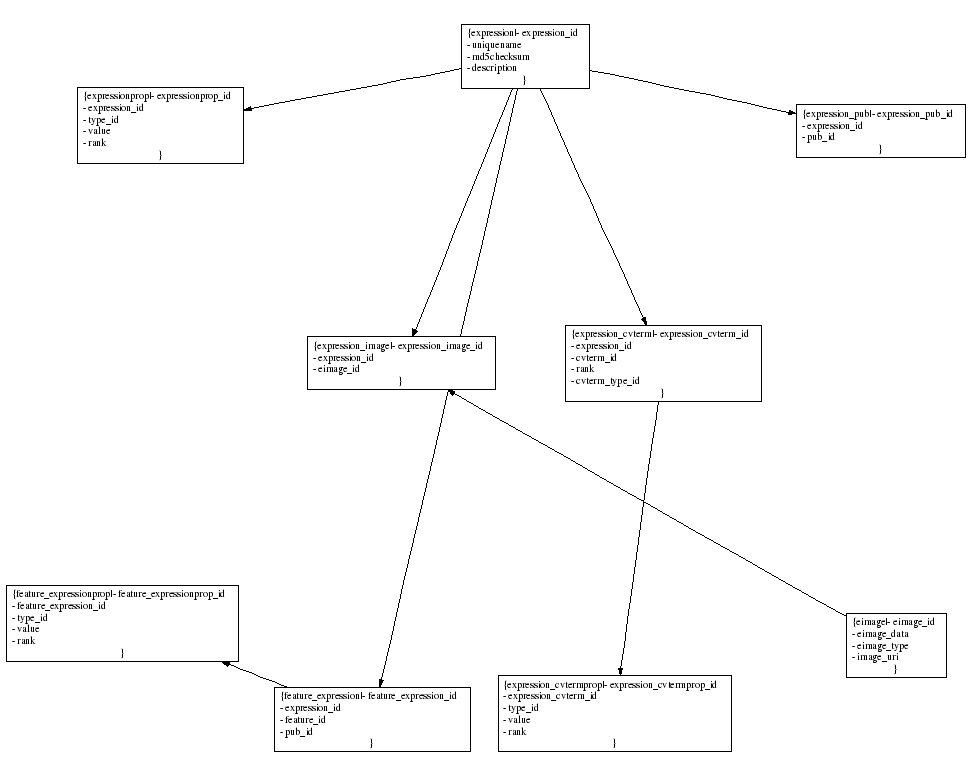 {expression|- expression_id
- uniquename
- md5checksum
- description
}
{expressionprop|- expressionprop_id
- expression_id
- type_id
- value
- rank
}
{expression_pub|- expression_pub_id
- expression_id
- pub_id
}
{expression_image|- expression_image_id
- expression_id
- eimage_id
}
{expression_cvterm|- expression_cvterm_id
- expression_id
- cvterm_id
- rank
- cvterm_type_id
}
{feature_expressionprop|- feature_expressionprop_id
- feature_expression_id
- type_id
- value
- rank
}
{eimage|- eimage_id
- eimage_data
- eimage_type
- image_uri
}
{feature_expression|- feature_expression_id
- expression_id
- feature_id
- pub_id
}
{expression_cvtermprop|- expression_cvtermprop_id
- expression_cvterm_id
- type_id
- value
- rank
}